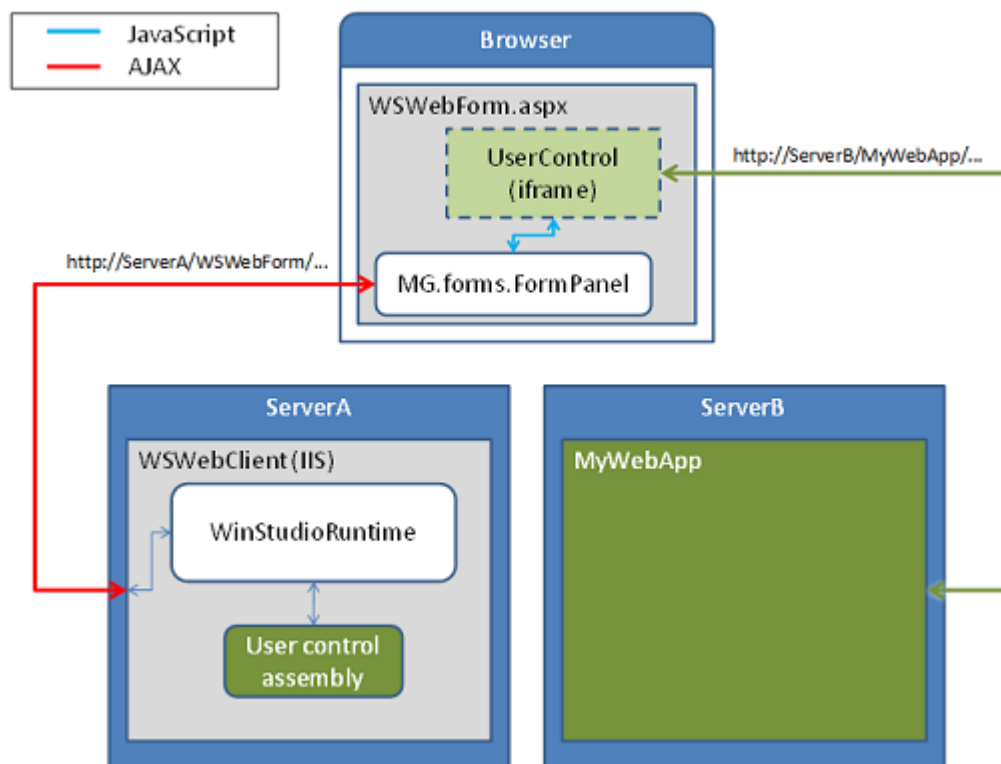 JavaScript
AJAX
Browser
WSWebForm.aspx
UserControl
(iframe)
http://ServerB/MyWebApp/...
http://ServerA/WSWebForm/...
MG.forms.FormPanel
ServerA
ServerB
WSWebClient(IIS)
MyWebApp
WinStudioRuntime
User control
assembly